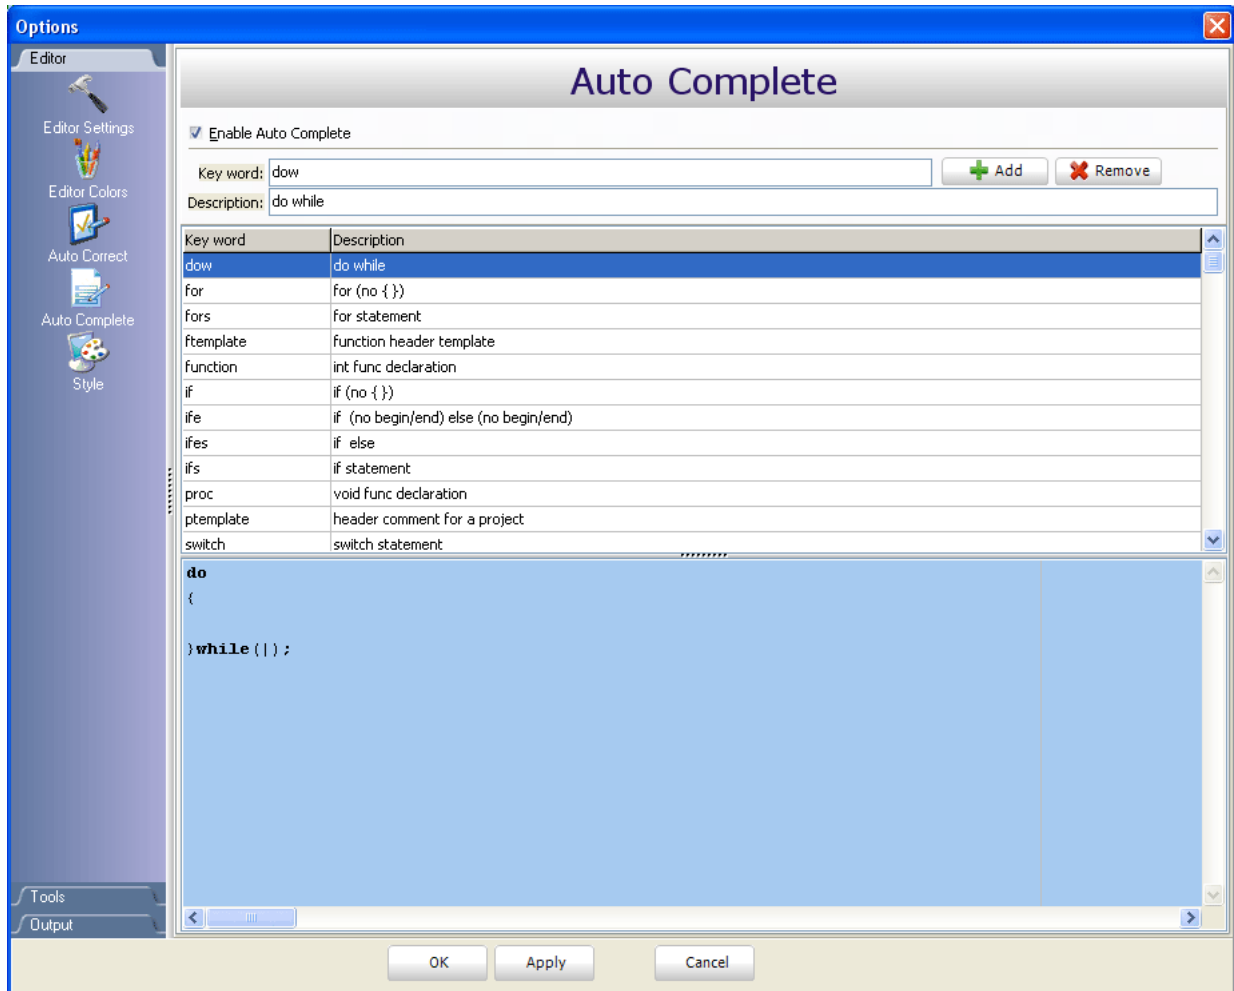 Options
Editor
Editor Settings
Editor Colors
Auto Correct
Auto Complete
Style
Tools
Output
Auto Complete
Enable Auto Complete
Key word: dow Add Remove
Description: do while
Key word Description
dow do while
for for (no { })
fors for statement
ftemplate function header template
function int func declaration
if if (no { })
ife if  (no begin/end) else (no begin/end)
ifes if  else
ifs if statement
proc void func declaration
ptemplate header comment for a project
switch switch statement
do
{
}while(|);
OK Apply Cancel